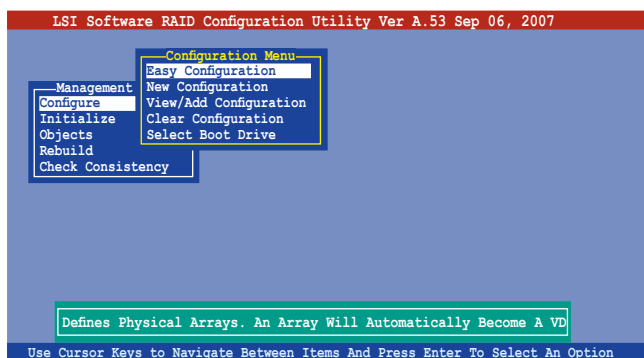 LSI Software RAID Configuration Utility Ver A.53 Sep 06, 2007
Configuration Menu
Easy Configuration
New Configuration
View/Add Configuration
Clear Configuration
Select Boot Drive
Management
Configure
Initialize
Objects
Rebuild
Check Consistency
Defines Physical Arrays. An Array Will Automatically Become A VD
Use Cursor Keys to Navigate Between Items And Press Enter To Select An Option